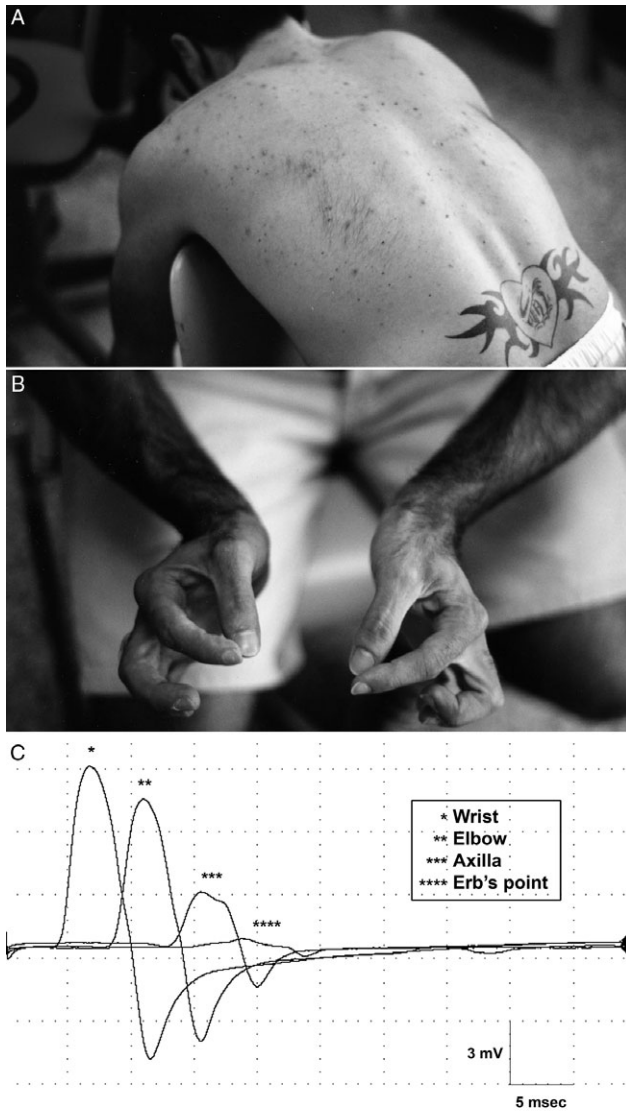 A
B
C
*
**
***
****
* Wrist
** Elbow
*** Axilla
**** Erb's point
3 mV
5 msec